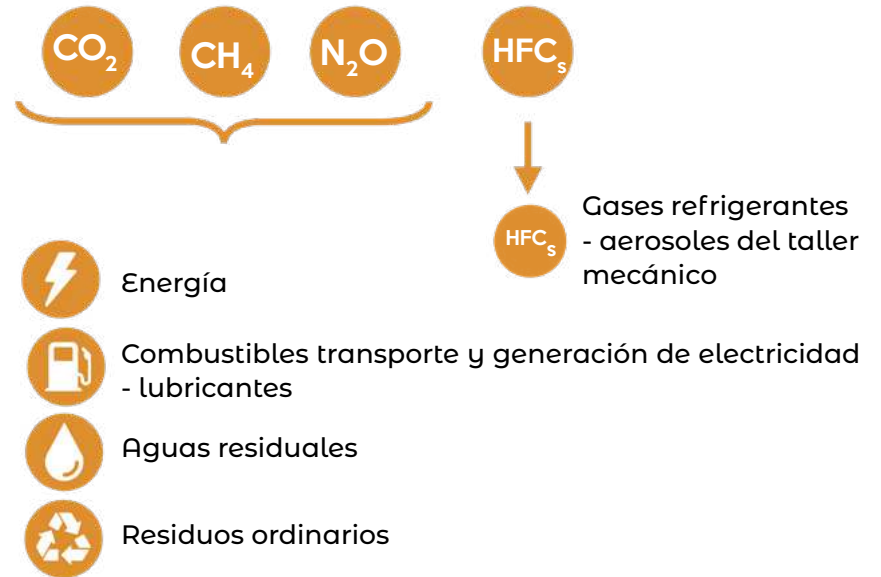 CO₂ CH₄ N₂O HFCs
HFCs
Gases refrigerantes
- aerosoles del taller
mecánico
Energía
Combustibles transporte y generación de electricidad
- lubricantes
Aguas residuales
Residuos ordinarios